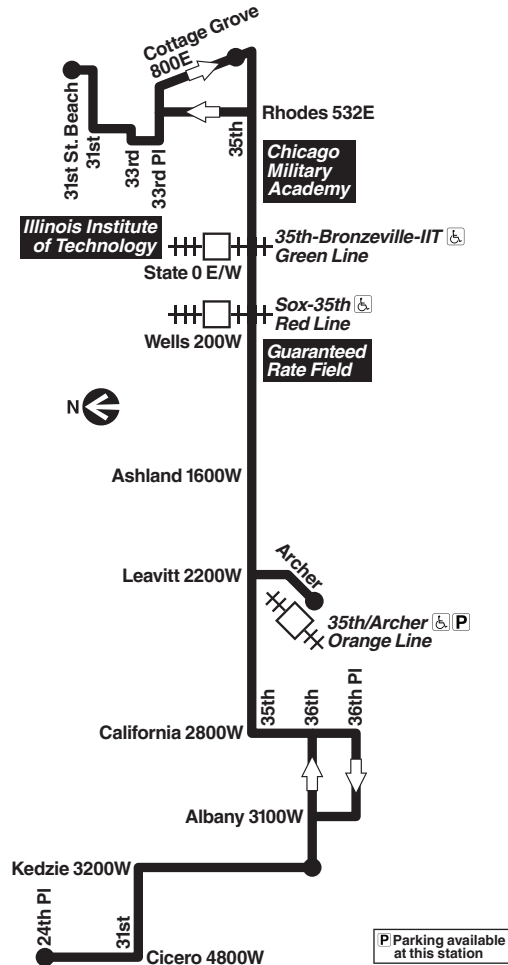 Cottage Grove
800E
31st St. Beach
31st
33rd
33rd Pl
35th
Rhodes 532E
Chicago
Military
Academy
Illinois Institute
of Technology
35th-Bronzeville-IIT
Green Line
State 0 E/W
Sox-35th
Red Line
Wells 200W
Guaranteed
Rate Field
N
Ashland 1600W
Leavitt 2200W
Archer
35th/Archer P
Orange Line
35th
36th
36th Pl
California 2800W
Albany 3100W
Kedzie 3200W
24th Pl
31st
Cicero 4800W
P Parking available
at this station